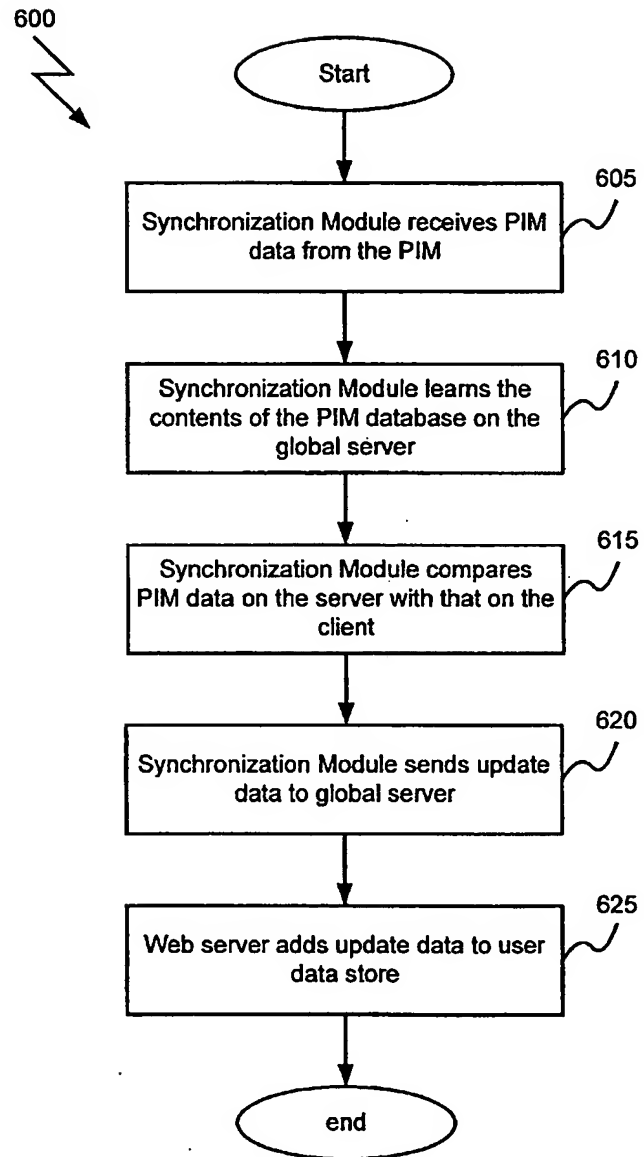 600
Start
605
Synchronization Module receives PIM
data from the PIM
610
Synchronization Module learns the
contents of the PIM database on the
global server
615
Synchronization Module compares
PIM data on the server with that on the
client
620
Synchronization Module sends update
data to global server
625
Web server adds update data to user
data store
end